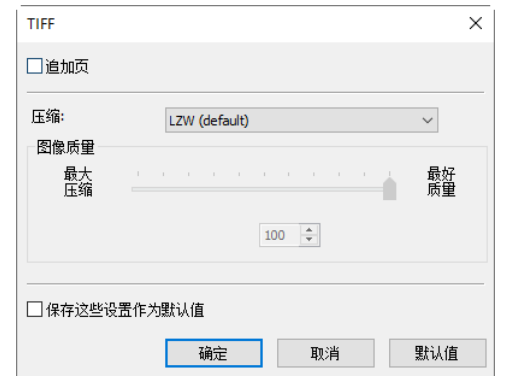 TIFF
追加页
压缩: LZW (default)
图像质量
最大 最好
压缩 质量
100
保存这些设置作为默认值
确定 取消 默认值